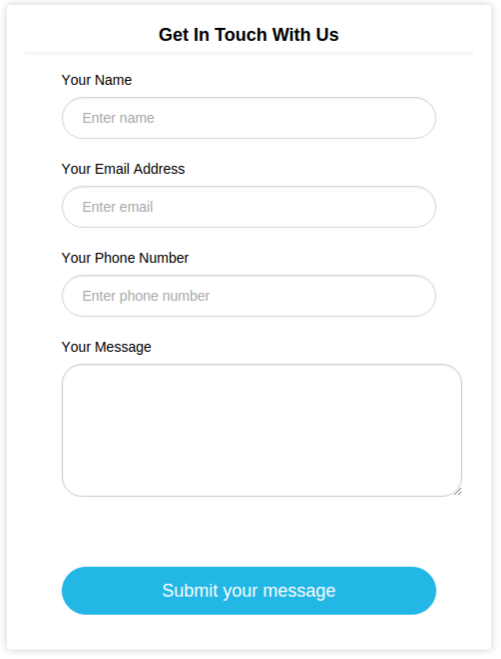 Get In Touch With Us
Your Name
Enter name
Your Email Address
Enter email
Your Phone Number
Enter phone number
Your Message
Submit your message